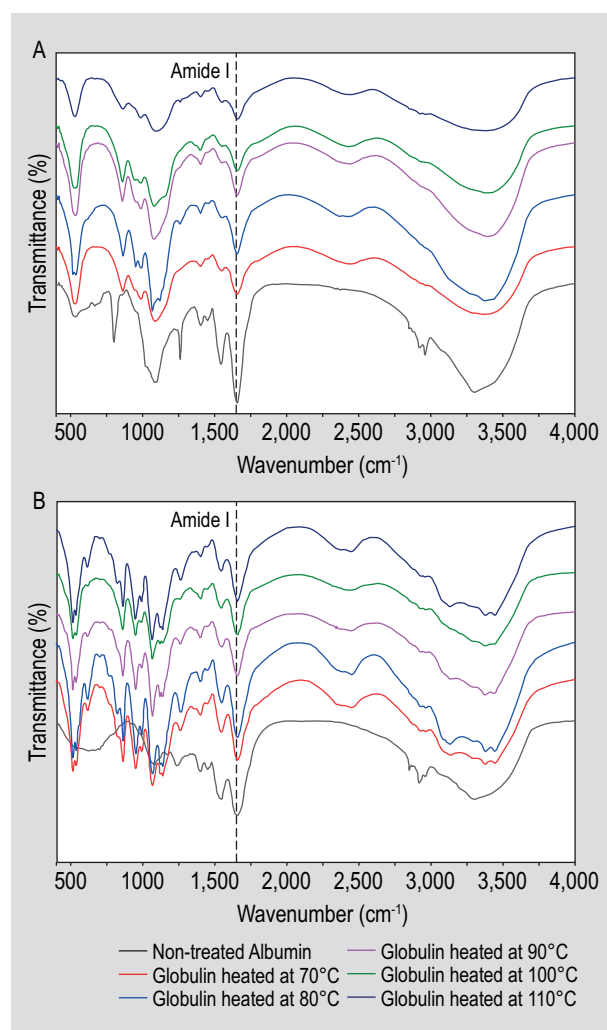 A
Amide I
Transmittance (%)
500 1,000 1,500 2,000 2,500 3,000 3,500 4,000
Wavenumber (cm-1)
B
Amide I
Transmittance (%)
500 1,000 1,500 2,000 2,500 3,000 3,500 4,000
Wavenumber (cm-1)
Non-treated Albumin
Globulin heated at 70°C
Globulin heated at 80°C
Globulin heated at 90°C
Globulin heated at 100°C
Globulin heated at 110°C